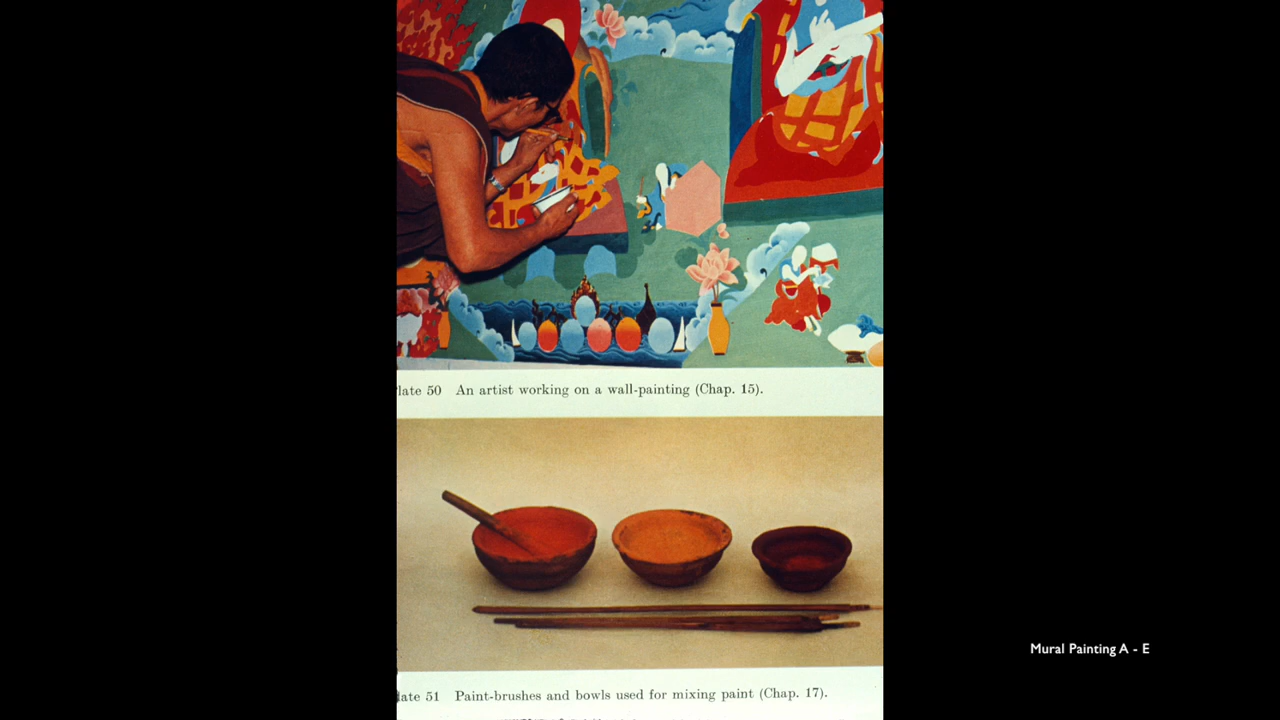 late 50 An artist working on a wall-painting (Chap. 15).
Mural Painting A - E
late 51 Paint-brushes and bowls used for mixing paint (Chap. 17).